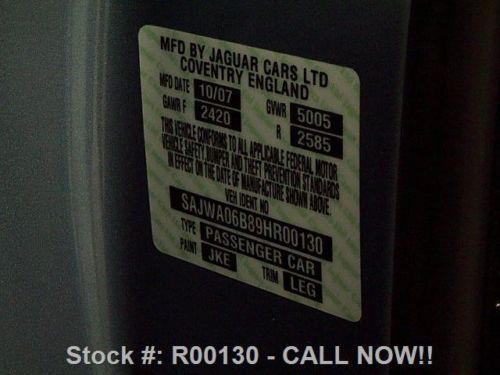 MFD BY JAGUAR CARS LTD
COVENTRY ENGLAND
MFD DATE 10/07 GVWR 5005
GAWR F 2420 R 2585
THIS VEHICLE CONFORMS TO ALL APPLICABLE FEDERAL MOTOR
VEHICLE SAFETY, BUMPER AND THEFT PREVENTION STANDARDS
IN EFFECT ON THE DATE OF MANUFACTURE SHOWN ABOVE.
VEH IDENT NO
SAJWA06B89HR00130
TYPE PASSENGER CAR
PAINT JKE TRIM LEG
Stock #: R00130 - CALL NOW!!